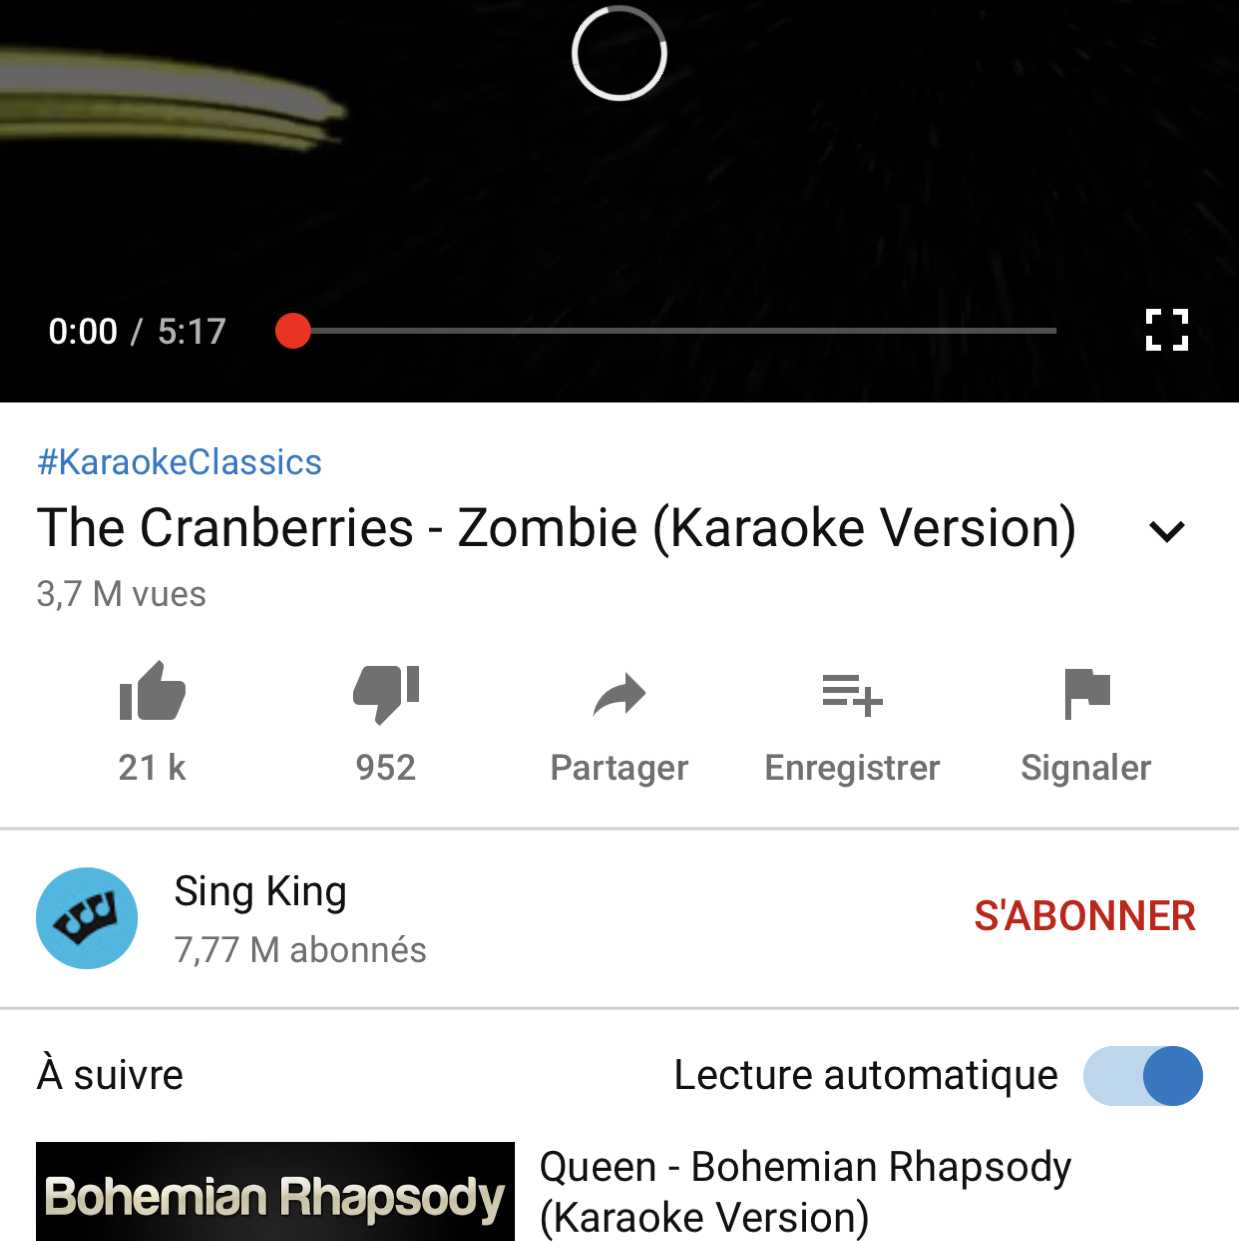 0:00 / 5:17
#KaraokeClassics
The Cranberries - Zombie (Karaoke Version)
3,7 M vues
21 k
952
Partager
Enregistrer
Signaler
Sing King
7,77 M abonnés
S'ABONNER
À suivre
Lecture automatique
Bohemian Rhapsody
Queen - Bohemian Rhapsody
(Karaoke Version)